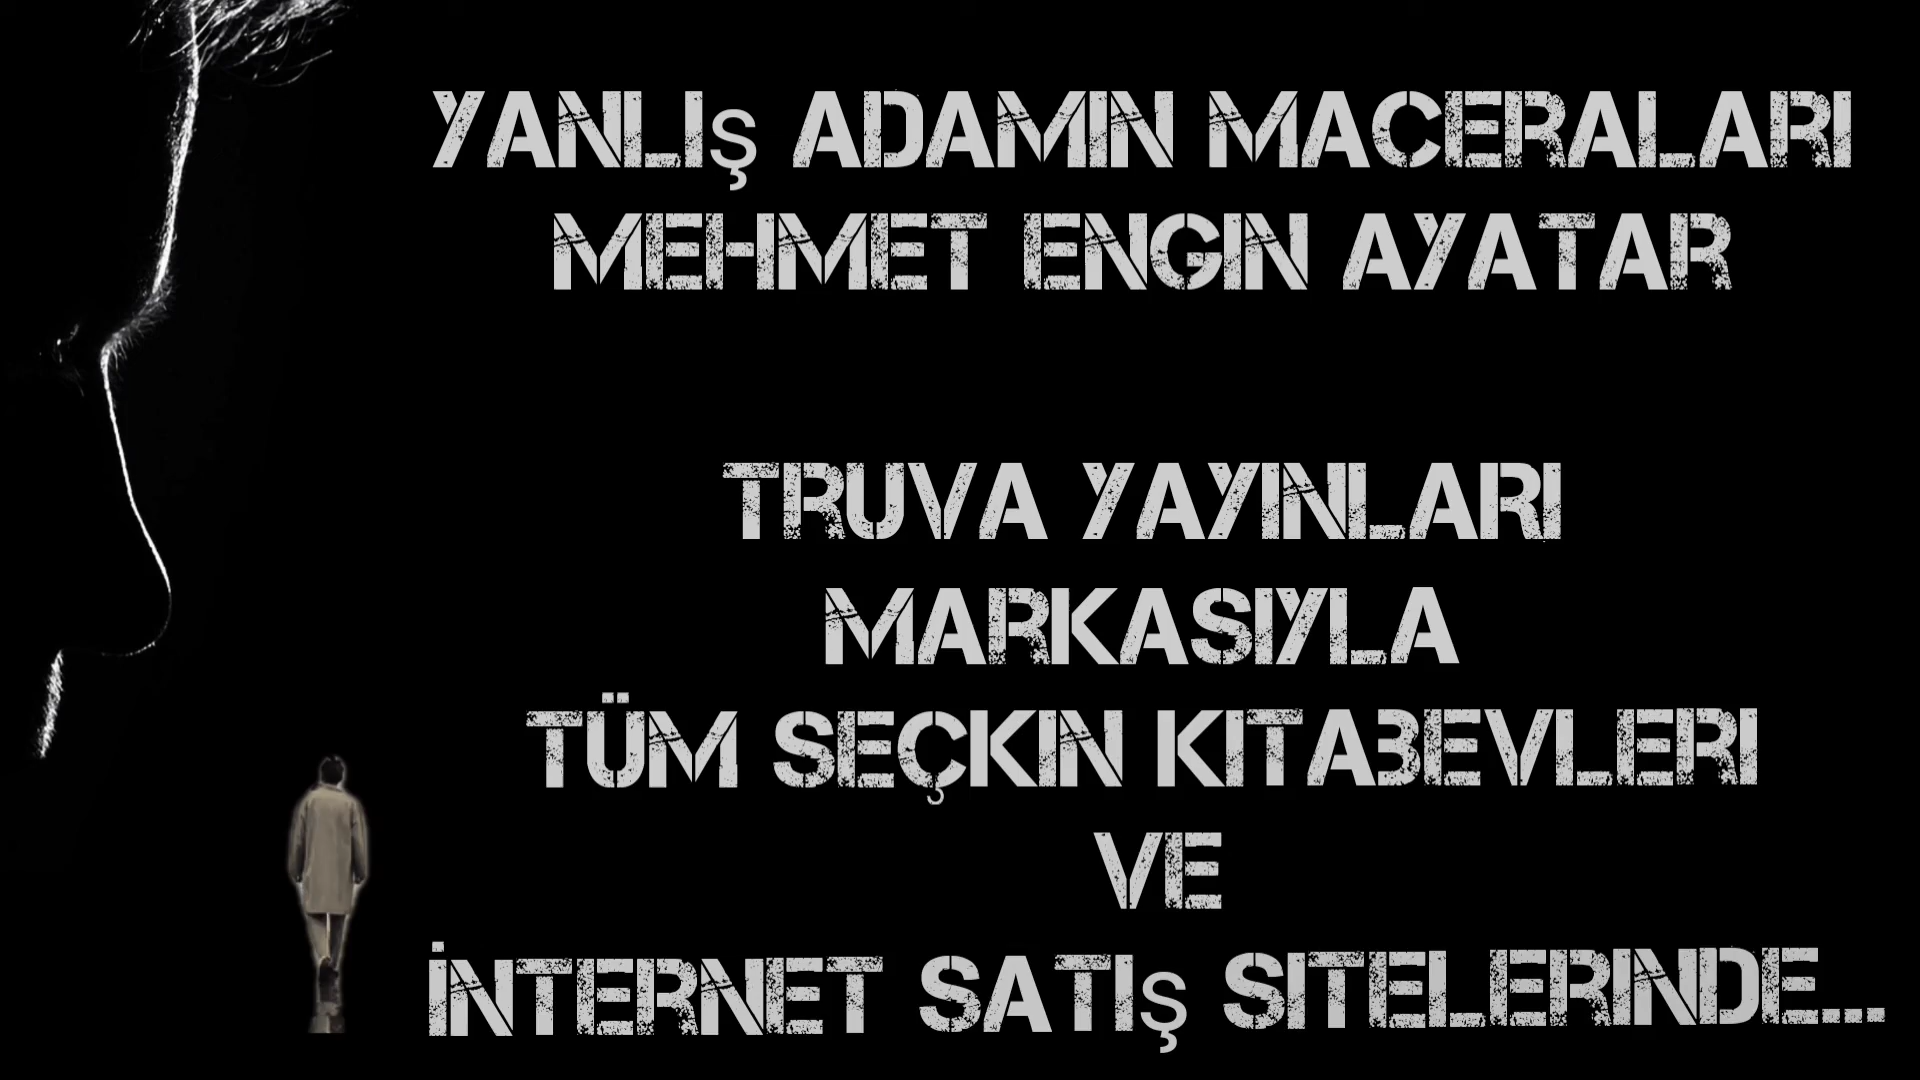 YANLIŞ ADAMIN MACERALARI
MEHMET ENGIN AYATAR
TRUVA YAYINLARI
MARKASIYLA
TÜM SEÇKIN KITABEVLERI
VE
İNTERNET SATIŞ SITELERINDE...